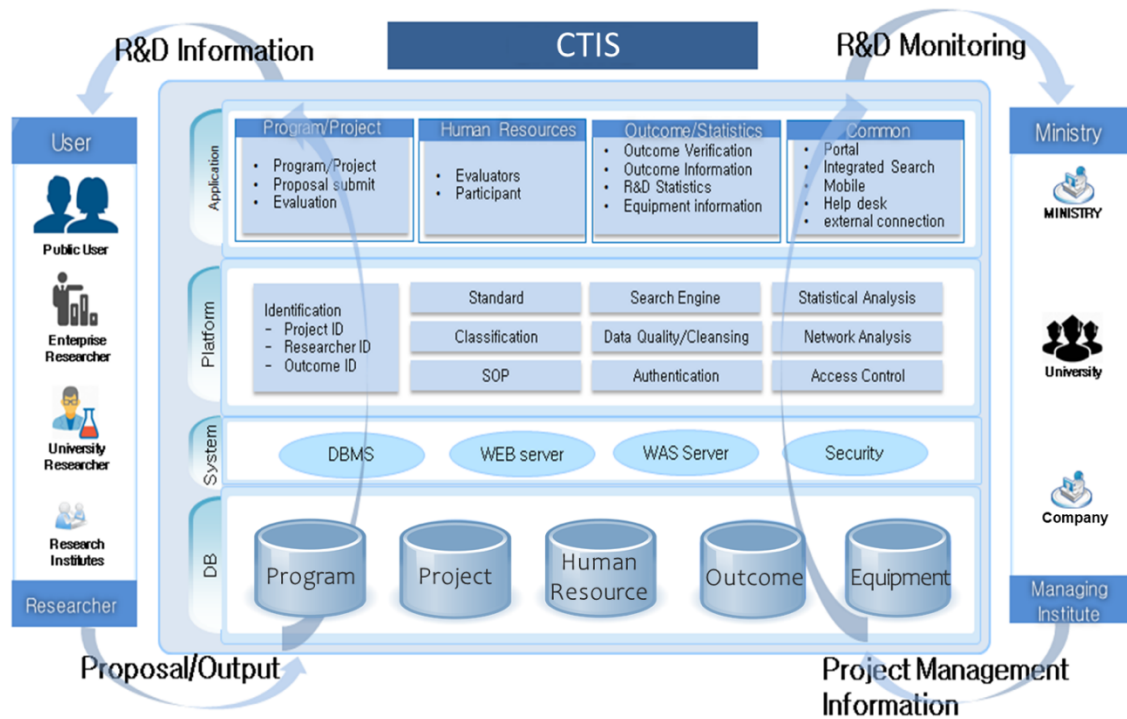 CTIS
R&D Information
R&D Monitoring
User
Public User
Enterprise
Researcher
University
Researcher
Research
Institutes
Researcher
Proposal/Output
Application
Program/Project
• Program/Project
• Proposal submit
• Evaluation
Human Resources
• Evaluators
• Participant
Outcome/Statistics
• Outcome Verification
• Outcome Information
• R&D Statistics
• Equipment information
Common
• Portal
• Integrated Search
• Mobile
• Help desk
• external connection
Platform
Identification
– Project ID
– Researcher ID
– Outcome ID
Standard
Search Engine
Statistical Analysis
Classification
Data Quality/Cleansing
Network Analysis
SOP
Authentication
Access Control
System
DBMS
WEB server
WAS Server
Security
DB
Program
Project
Human
Resource
Outcome
Equipment
Ministry
MINISTRY
University
Company
Managing
Institute
Project Management
Information